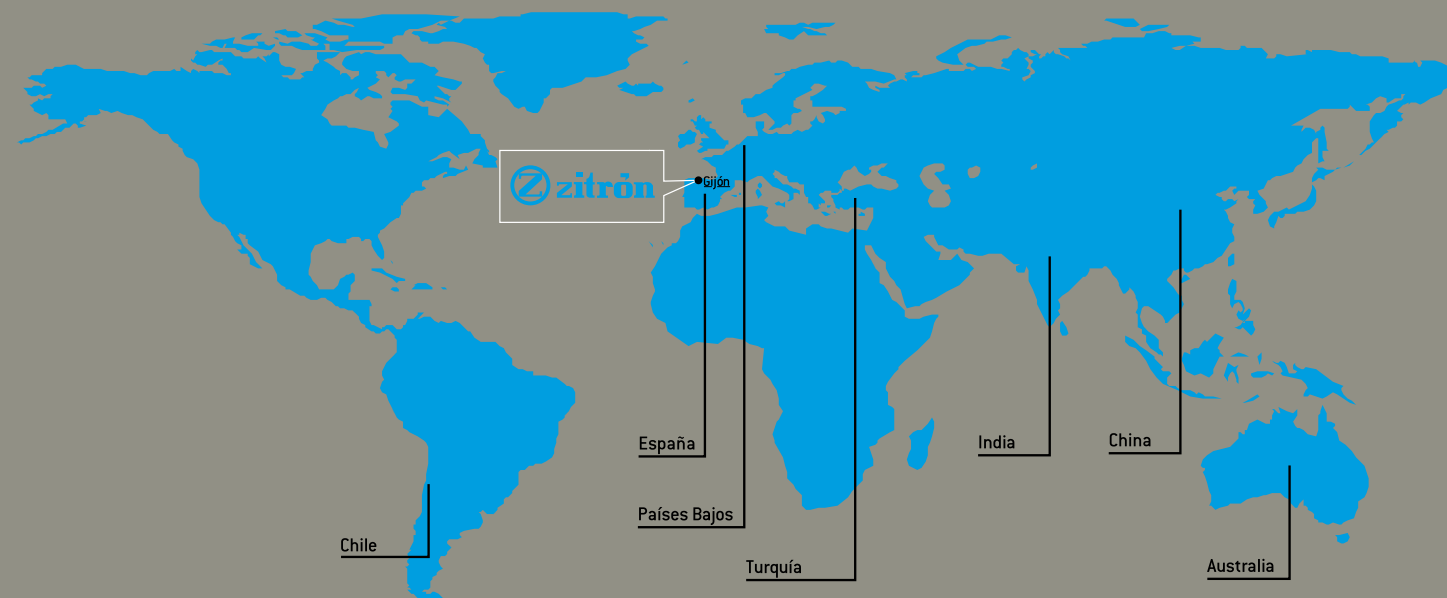 zitrón
Gijón
España
India
China
Países Bajos
Chile
Turquía
Australia